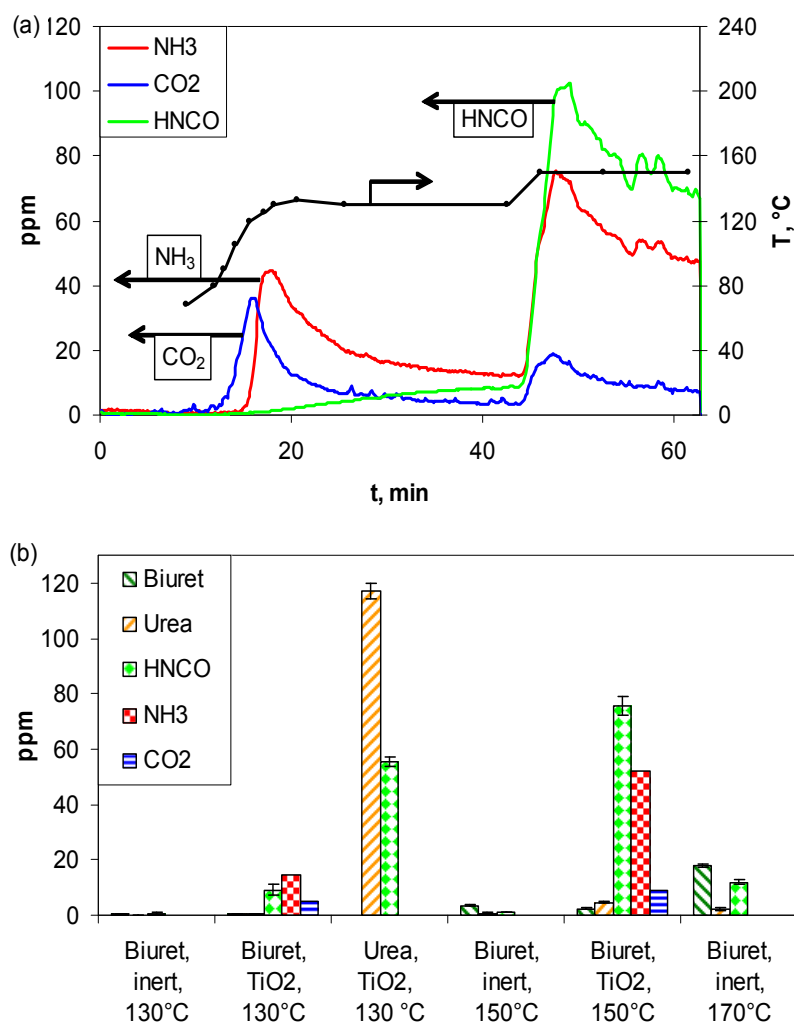 (a)
120
100
80
60
40
20
0
ppm
NH3
CO2
HNCO
HNCO
NH₃
CO₂
240
200
150
130
80
40
0
T, °C
0
20
40
60
t, min
(b)
120
100
80
60
40
20
0
ppm
Biuret
Urea
HNCO
NH3
CO2
Biuret,
inert,
130°C
Biuret,
TiO2,
130°C
Urea,
TiO2,
130 °C
Biuret,
inert,
150°C
Biuret,
TiO2,
150°C
Biuret,
inert,
170°C